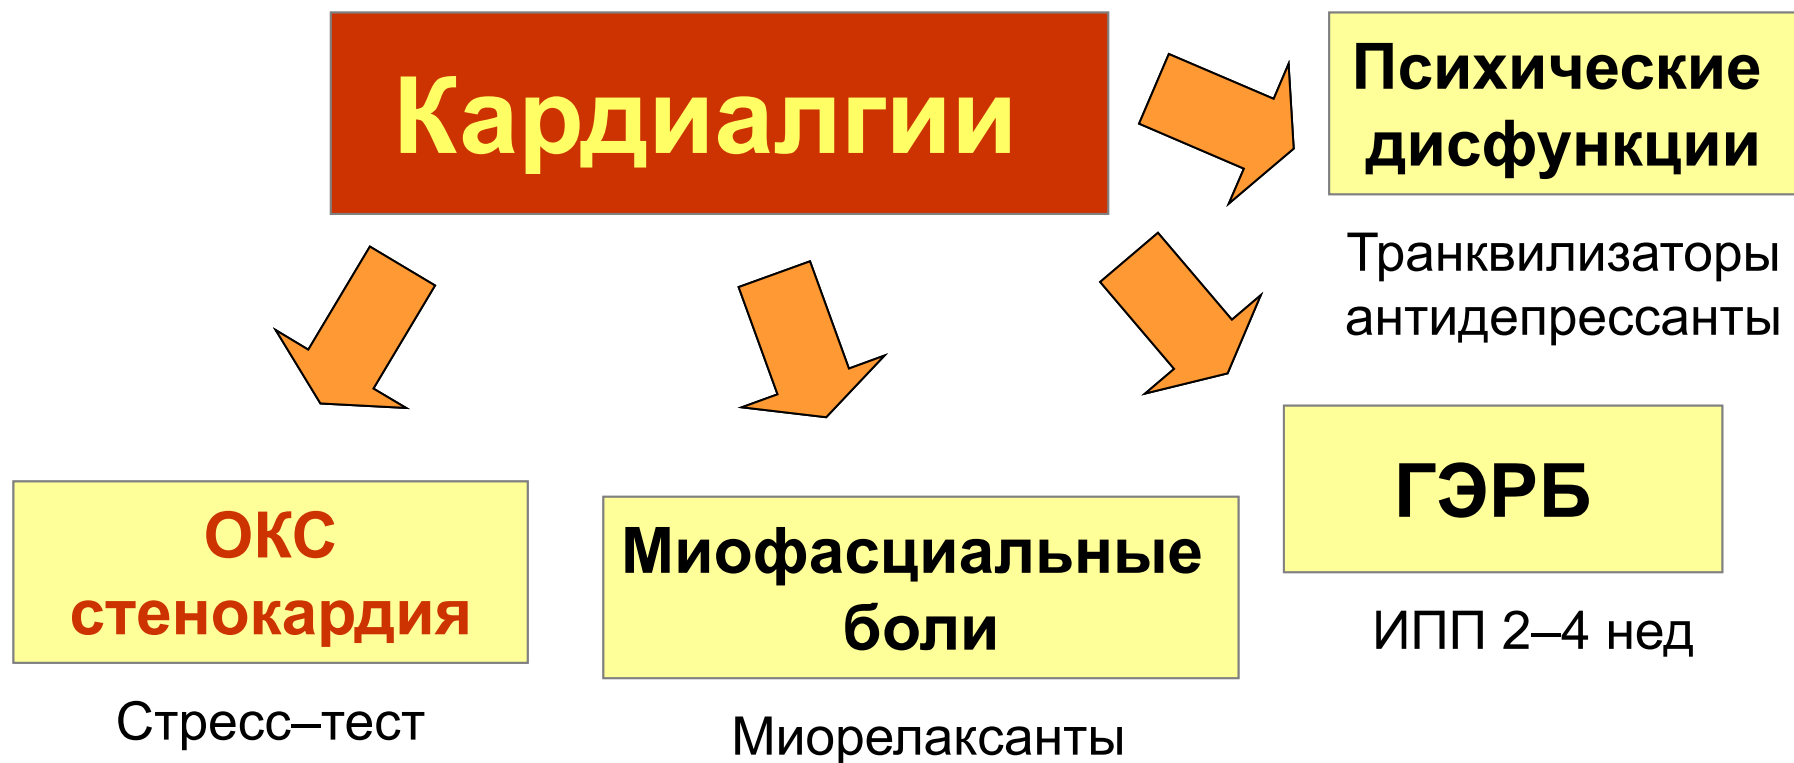 Кардиалгии
Психические
дисфункции
Транквилизаторы
антидепрессанты
ОКС
стенокардия
Стресс–тест
Миофасциальные
боли
Миорелаксанты
ГЭРБ
ИПП 2–4 нед